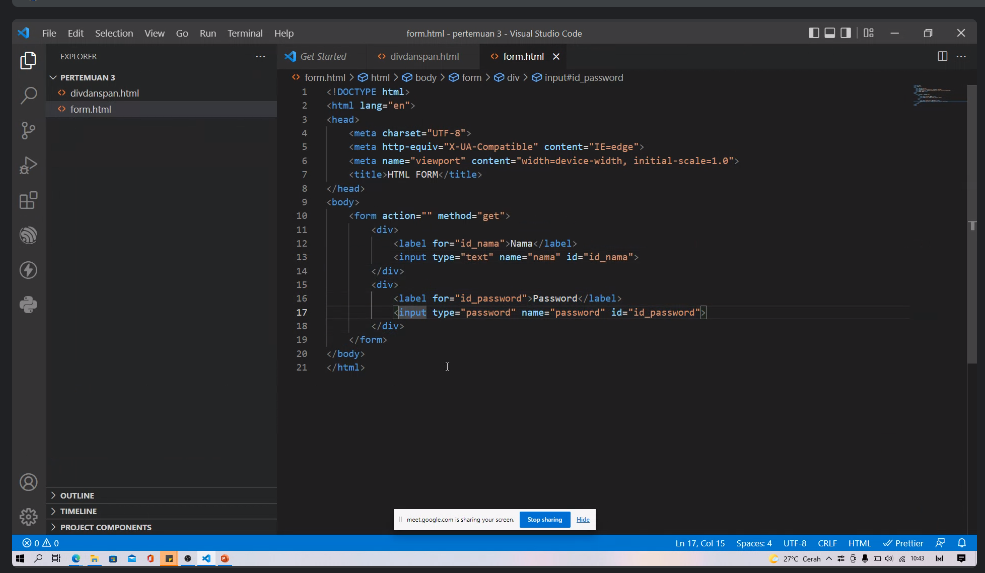 File Edit Selection View Go Run Terminal Help
form.html - pertemuan 3 - Visual Studio Code
EXPLORER
PERTEMUAN 3
divdanspan.html
form.html
OUTLINE
TIMELINE
PROJECT COMPONENTS
Get Started divdanspan.html form.html
form.html > html > body > form > div > input#id_password
1 <!DOCTYPE html>
2 <html lang="en">
3 <head>
4 <meta charset="UTF-8">
5 <meta http-equiv="X-UA-Compatible" content="IE=edge">
6 <meta name="viewport" content="width=device-width, initial-scale=1.0">
7 <title>HTML FORM</title>
8 </head>
9 <body>
10 <form action="" method="get">
11 <div>
12 <label for="id_nama">Nama</label>
13 <input type="text" name="nama" id="id_nama">
14 </div>
15 <div>
16 <label for="id_password">Password</label>
17 <input type="password" name="password" id="id_password">
18 </div>
19 </form>
20 </body>
21 </html>
meet.google.com is sharing your screen. Stop sharing Hide
0 0 Ln 17, Col 15 Spaces: 4 UTF-8 CRLF HTML Prettier
27°C Cerah 10:43